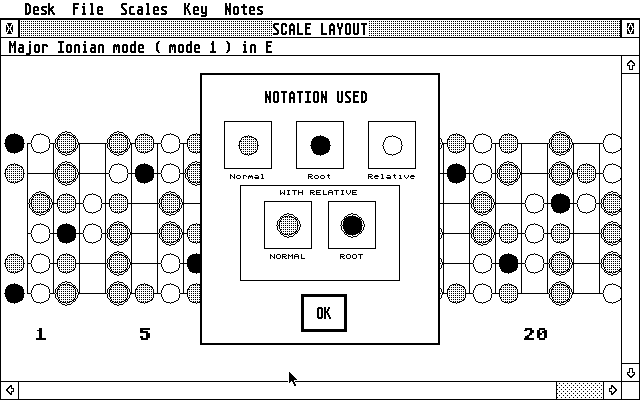 Desk File Scales Key Notes
SCALE LAYOUT
Major Ionian mode ( mode 1 ) in E
NOTATION USED
Normal Root Relative
WITH RELATIVE
NORMAL ROOT
OK
1 5 20